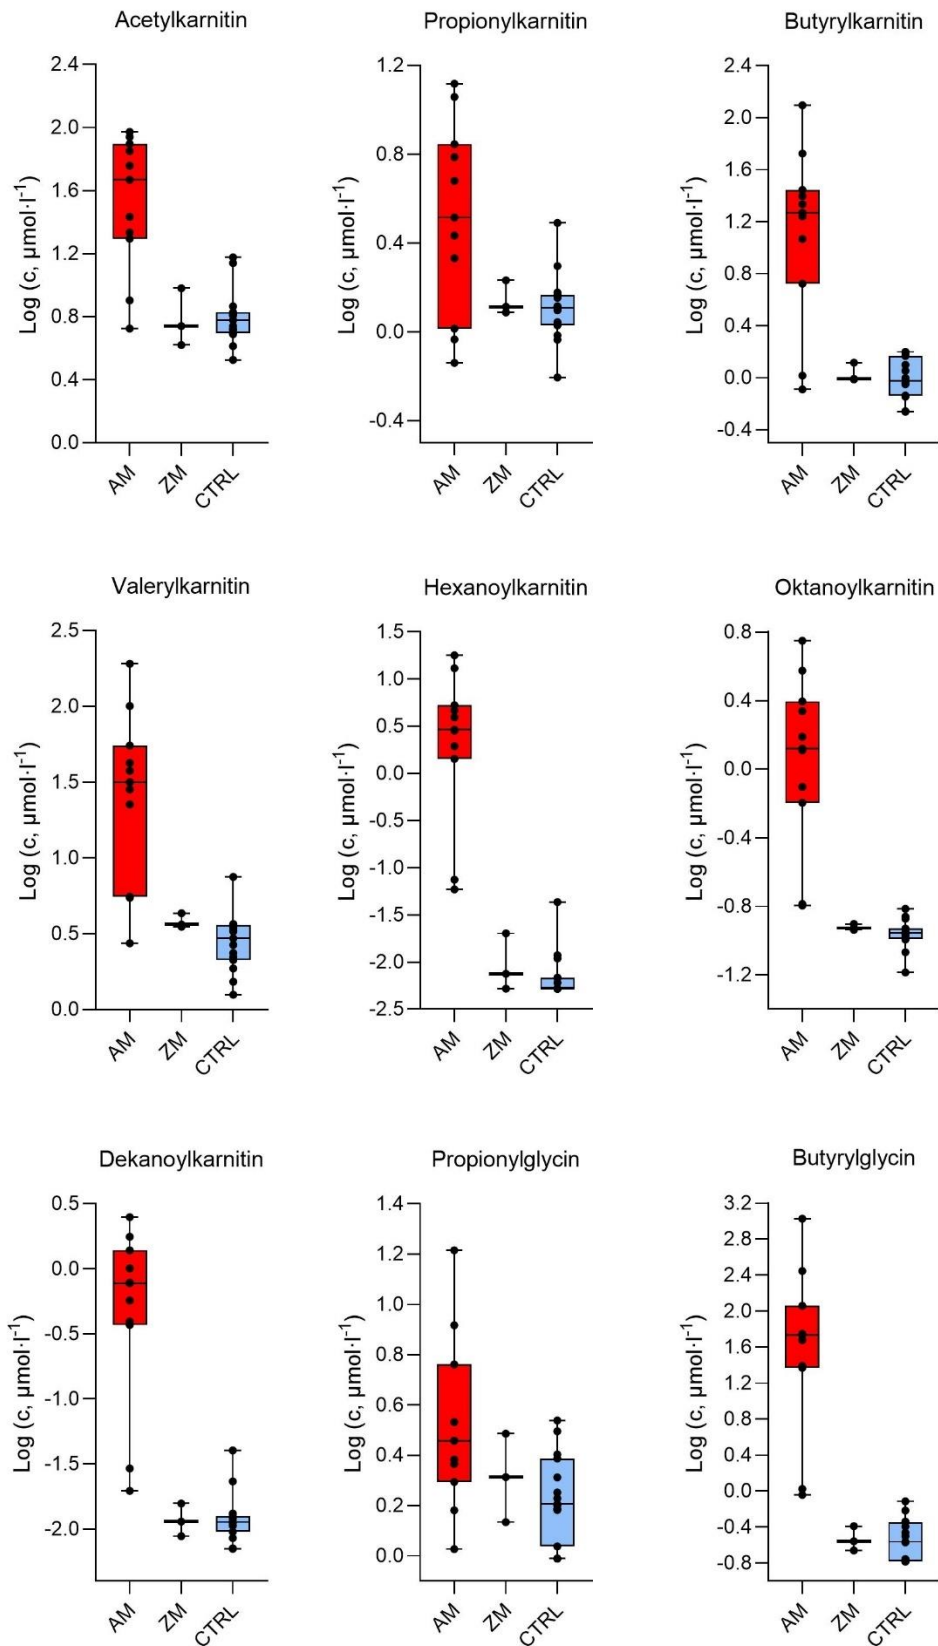 Acetylkarnitin
Propionylkarnitin
Butyrylkarnitin
Log (c, µmol·l⁻¹)
2.4
2.0
1.6
1.2
0.8
0.4
0.0
AM
ZM
CTRL
Log (c, µmol·l⁻¹)
1.2
0.8
0.4
0.0
-0.4
AM
ZM
CTRL
Log (c, µmol·l⁻¹)
2.4
2.0
1.6
1.2
0.8
0.4
0.0
-0.4
AM
ZM
CTRL
Valerylkarnitin
Hexanoylkarnitin
Oktanoylkarnitin
Log (c, µmol·l⁻¹)
2.5
2.0
1.5
1.0
0.5
0.0
AM
ZM
CTRL
Log (c, µmol·l⁻¹)
1.5
1.0
0.5
0.0
-0.5
-1.0
-1.5
-2.0
-2.5
AM
ZM
CTRL
Log (c, µmol·l⁻¹)
0.8
0.4
0.0
-0.4
-0.8
-1.2
AM
ZM
CTRL
Dekanoylkarnitin
Propionylglycin
Butyrylglycin
Log (c, µmol·l⁻¹)
0.5
0.0
-0.5
-1.0
-1.5
-2.0
AM
ZM
CTRL
Log (c, µmol·l⁻¹)
1.4
1.2
1.0
0.8
0.6
0.4
0.2
0.0
AM
ZM
CTRL
Log (c, µmol·l⁻¹)
3.2
2.8
2.4
2.0
1.6
1.2
0.8
0.4
0.0
-0.4
-0.8
AM
ZM
CTRL